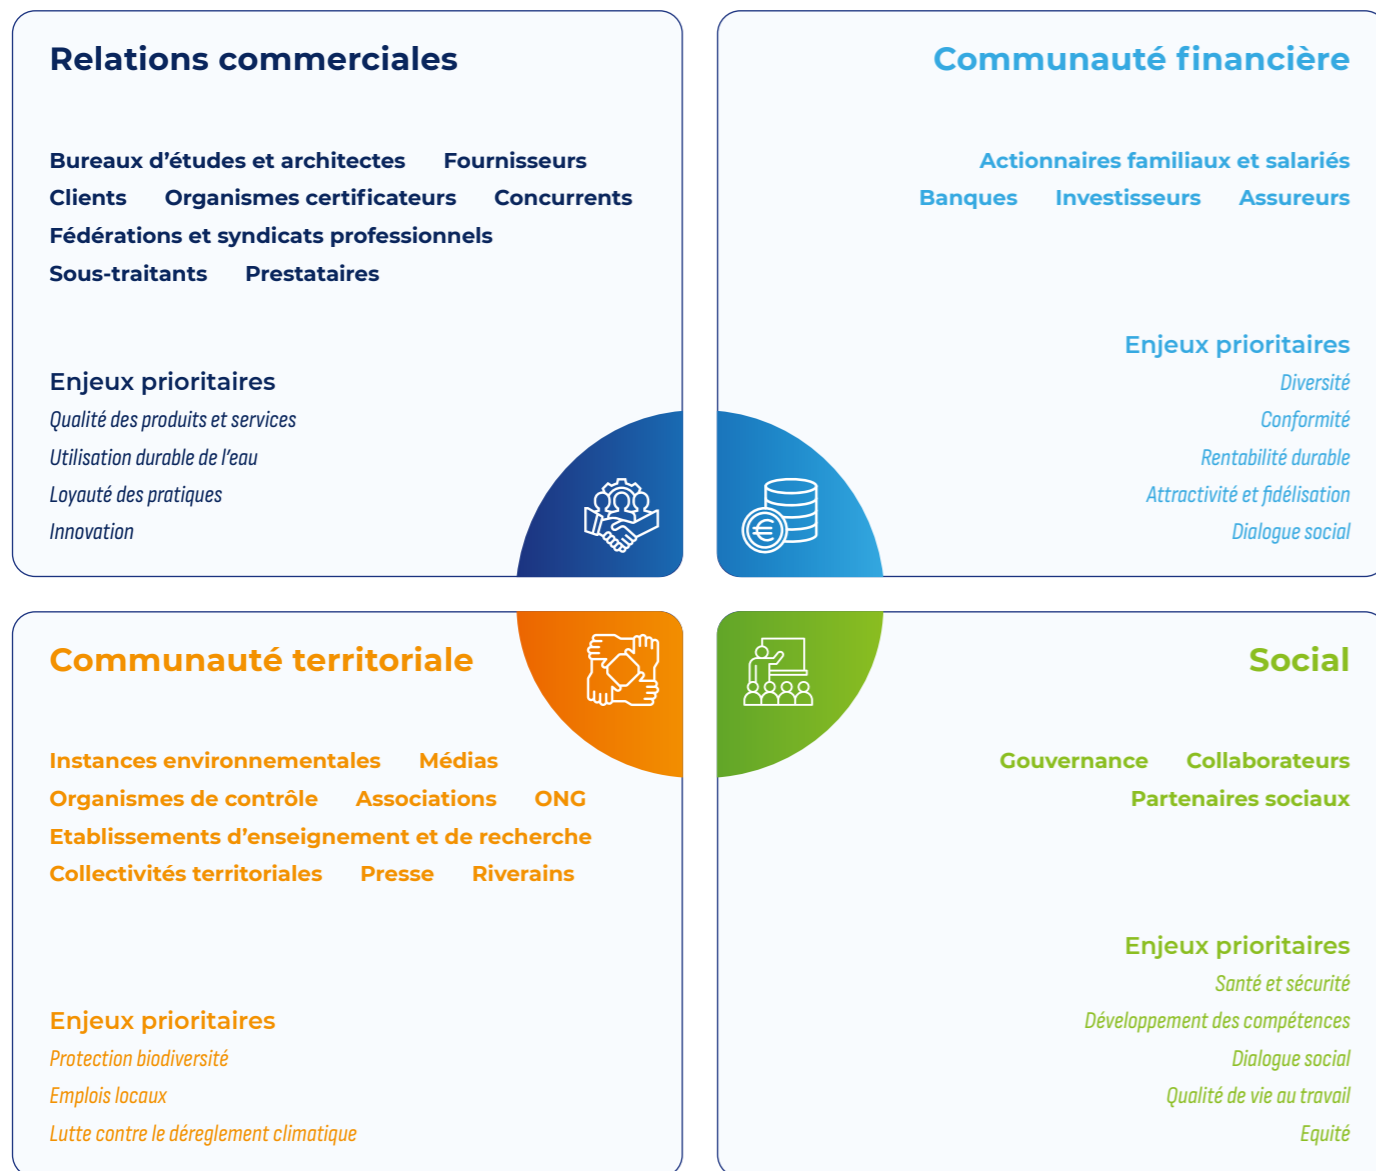 Relations commerciales
Bureaux d’études et architectes Fournisseurs
Clients Organismes certificateurs Concurrents
Fédérations et syndicats professionnels
Sous-traitants Prestataires
Enjeux prioritaires
Qualité des produits et services
Utilisation durable de l’eau
Loyauté des pratiques
Innovation
Communauté financière
Actionnaires familiaux et salariés
Banques Investisseurs Assureurs
Enjeux prioritaires
Diversité
Conformité
Rentabilité durable
Attractivité et fidélisation
Dialogue social
Communauté territoriale
Instances environnementales Médias
Organismes de contrôle Associations ONG
Etablissements d’enseignement et de recherche
Collectivités territoriales Presse Riverains
Enjeux prioritaires
Protection biodiversité
Emplois locaux
Lutte contre le déreglement climatique
Social
Gouvernance Collaborateurs
Partenaires sociaux
Enjeux prioritaires
Santé et sécurité
Développement des compétences
Dialogue social
Qualité de vie au travail
Equité